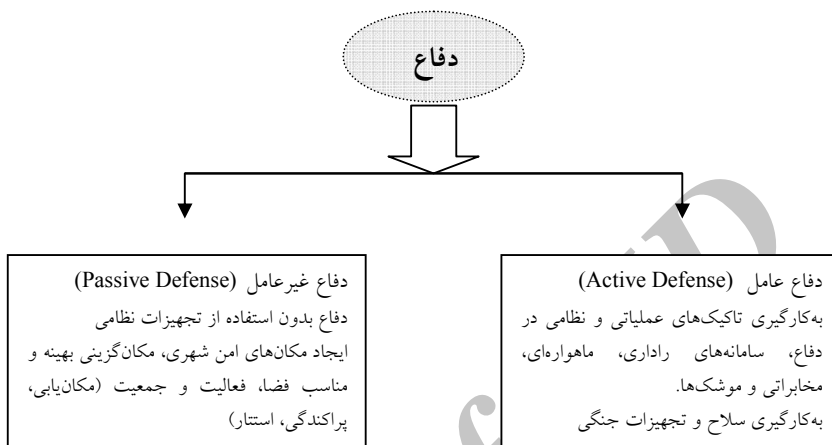 دفاع
دفاع عامل (Active Defense)
به‌کارگیری تاکیک‌های عملیاتی و نظامی در
دفاع، سامانه‌های راداری، ماهواره‌ای،
مخابراتی و موشک‌ها.
به‌کارگیری سلاح و تجهیزات جنگی
دفاع غیرعامل (Passive Defense)
دفاع بدون استفاده از تجهیزات نظامی
ایجاد مکان‌های امن شهری، مکان‌گزینی بهینه و
مناسب فضا، فعالیت و جمعیت (مکان‌یابی،
پراکندگی، استتار)